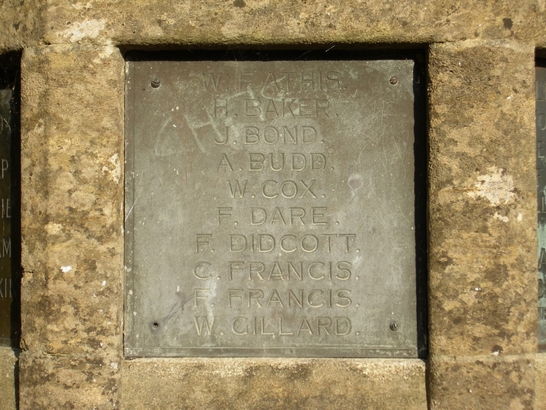 H. BAKER.
J. BOND.
A. BUDD.
W. COX.
F. DARE.
F. DIDCOTT.
C. FRANCIS.
F. FRANCIS.
W. GILLARD.